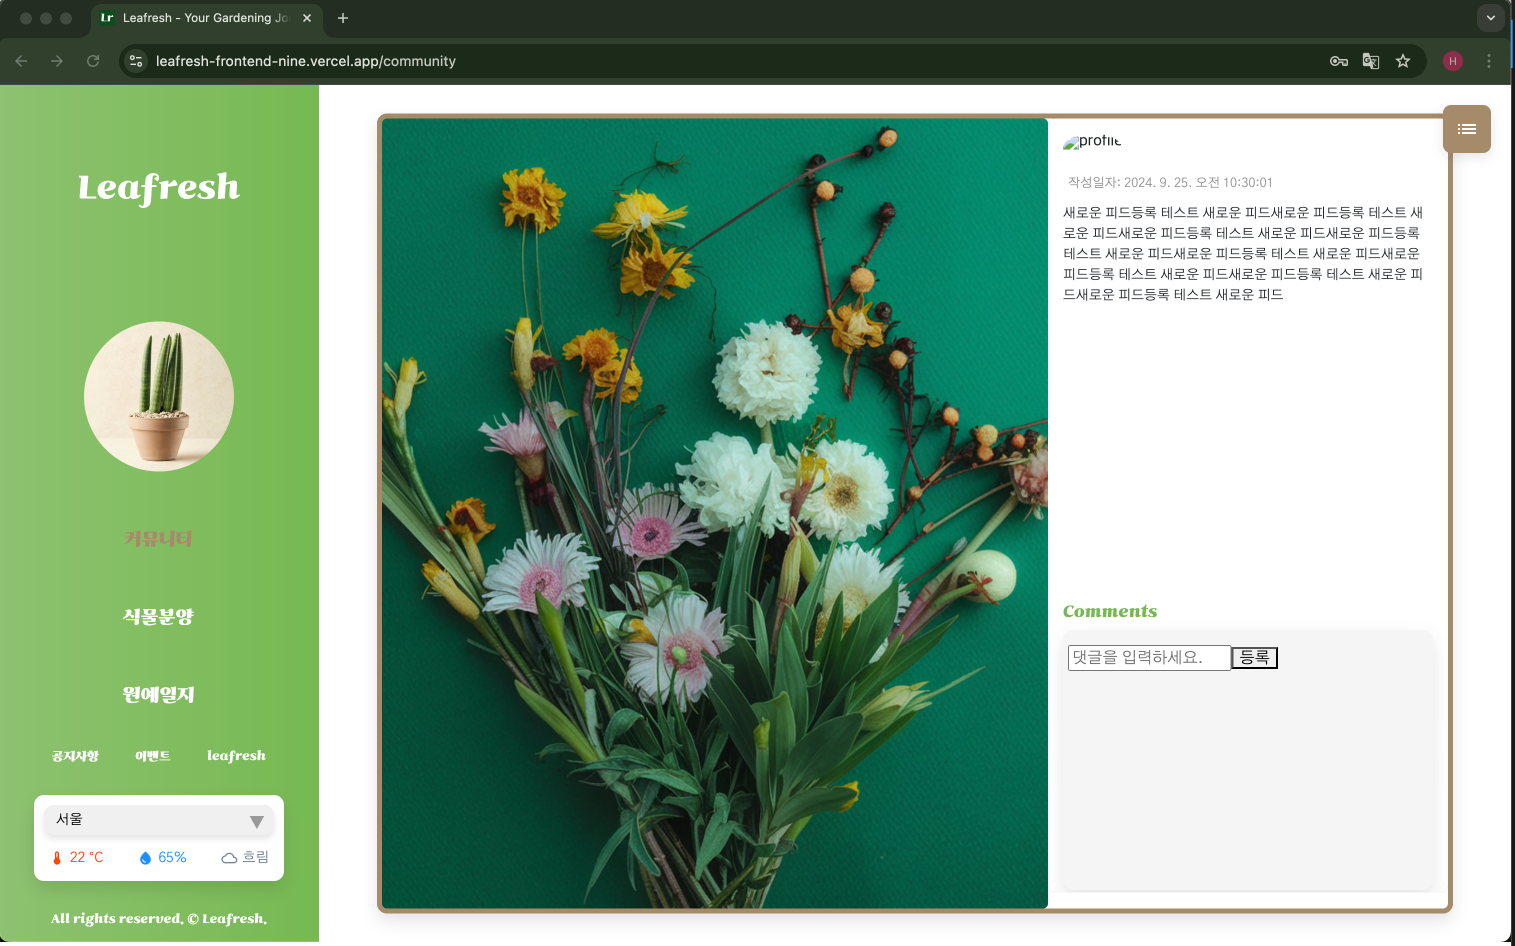 Leafresh - Your Gardening Jo
leafresh-frontend-nine.vercel.app/community
H
Leafresh
커뮤니티
식물분양
원예일지
공지사항 이벤트 leafresh
서울
22 °C 65% 흐림
All rights reserved. © Leafresh.
profile
작성일자: 2024. 9. 25. 오전 10:30:01
새로운 피드등록 테스트 새로운 피드새로운 피드등록 테스트 새
로운 피드새로운 피드등록 테스트 새로운 피드새로운 피드등록
테스트 새로운 피드새로운 피드등록 테스트 새로운 피드새로운
피드등록 테스트 새로운 피드새로운 피드등록 테스트 새로운 피
드새로운 피드등록 테스트 새로운 피드
Comments
댓글을 입력하세요. 등록